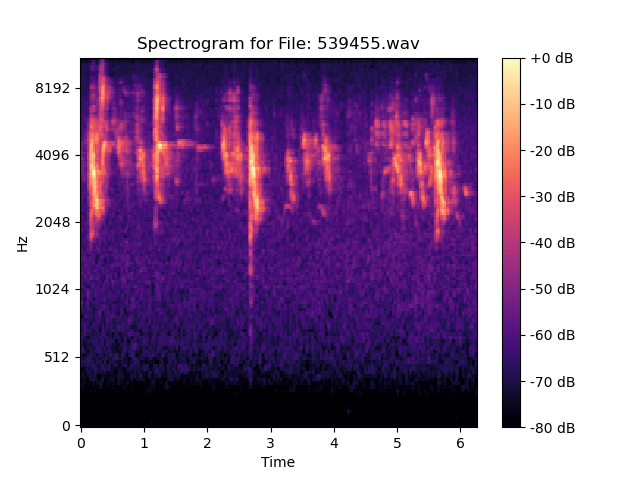 Spectrogram for File: 539455.wav
Hz
8192
4096
2048
1024
512
0
0 1 2 3 4 5 6
Time
+0 dB
-10 dB
-20 dB
-30 dB
-40 dB
-50 dB
-60 dB
-70 dB
-80 dB